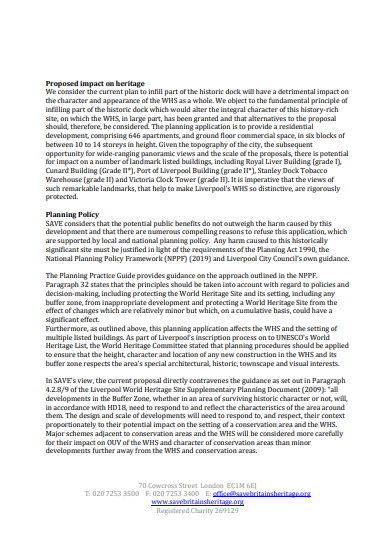 Proposed impact on heritage
We consider the current plan to infill part of the historic dock will have a detrimental impact on
the character and appearance of the WHS as a whole. We object to the fundamental principle of
infilling part of the historic dock which would alter the integral character of this history-rich
site, on which the WHS, in large part, has been granted and that alternatives to the proposal
should, therefore, be considered. The planning application is to provide a residential
development, comprising 646 apartments, and ground floor commercial space, in six blocks of
between 10 to 14 storeys in height. Given the topography of the city, the subsequent
opportunity for wide-ranging panoramic views and the scale of the proposals, there is potential
for impact on a number of landmark listed buildings, including Royal Liver Building (grade I),
Cunard Building (Grade II*), Port of Liverpool Building (grade II*), Stanley Dock Tobacco
Warehouse (grade II) and Victoria Clock Tower (grade II). It is imperative that the views of
such remarkable landmarks, that help to make Liverpool's WHS so distinctive, are rigorously
protected.
Planning Policy
SAVE considers that the potential public benefits do not outweigh the harm caused by this
development and that there are numerous compelling reasons to refuse this application, which
are supported by local and national planning policy. Any harm caused to this historically
significant site must be justified in light of the requirements of the Planning Act 1990, the
National Planning Policy Framework (NPPF) (2019) and Liverpool City Council's own guidance.
The Planning Practice Guide provides guidance on the approach outlined in the NPPF.
Paragraph 32 states that the principles should be taken into account with regard to policies and
decision-making, including protecting the World Heritage Site and its setting, including any
buffer zone, from inappropriate development and protecting a World Heritage Site from the
effect of changes which are relatively minor but which, on a cumulative basis, could have a
significant effect.
Furthermore, as outlined above, this planning application affects the WHS and the setting of
multiple listed buildings. As part of Liverpool's inscription process on to UNESCO's World
Heritage List, the World Heritage Committee stated that planning procedures should be applied
to ensure that the height, character and location of any new construction in the WHS and its
buffer zone respects the area's special architectural, historic, townscape and visual interests.
In SAVE's view, the current proposal directly contravenes the guidance as set out in Paragraph
4.2.8/9 of the Liverpool World Heritage Site Supplementary Planning Document (2009): "all
developments in the Buffer Zone, whether in an area of surviving historic character or not, will,
in accordance with HD18, need to respond to and reflect the characteristics of the area around
them. The design and scale of developments will need to respond to, and respect, their context
proportionately to their potential impact on the setting of a conservation area and the WHS.
Major schemes adjacent to conservation areas and the WHS will be considered more carefully
for their impact on OUV of the WHS and character of conservation areas than minor
developments further away from the WHS and conservation areas.
70 Cowcross Street London EC1M 6EJ
T: 020 7253 3500 F: 020 7253 3400 E: office@savebritainsheritage.org
www.savebritainsheritage.org
Registered Charity 269129